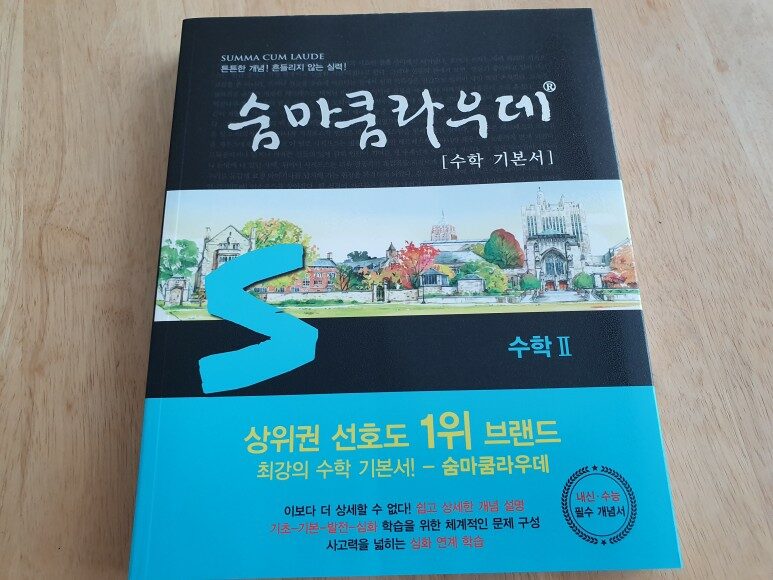 SUMMA CUM LAUDE
튼튼한 개념! 흔들리지 않는 실력!
숨마쿰라우데®
[수학 기본서]
S
수학 Ⅱ
상위권 선호도 1위 브랜드
최강의 수학 기본서! – 숨마쿰라우데
이보다 더 상세할 수 없다! 쉽고 상세한 개념 설명
기초–기본–발전–심화 학습을 위한 체계적인 문제 구성
사고력을 넓히는 심화 연계 학습
내신·수능
필수 개념서